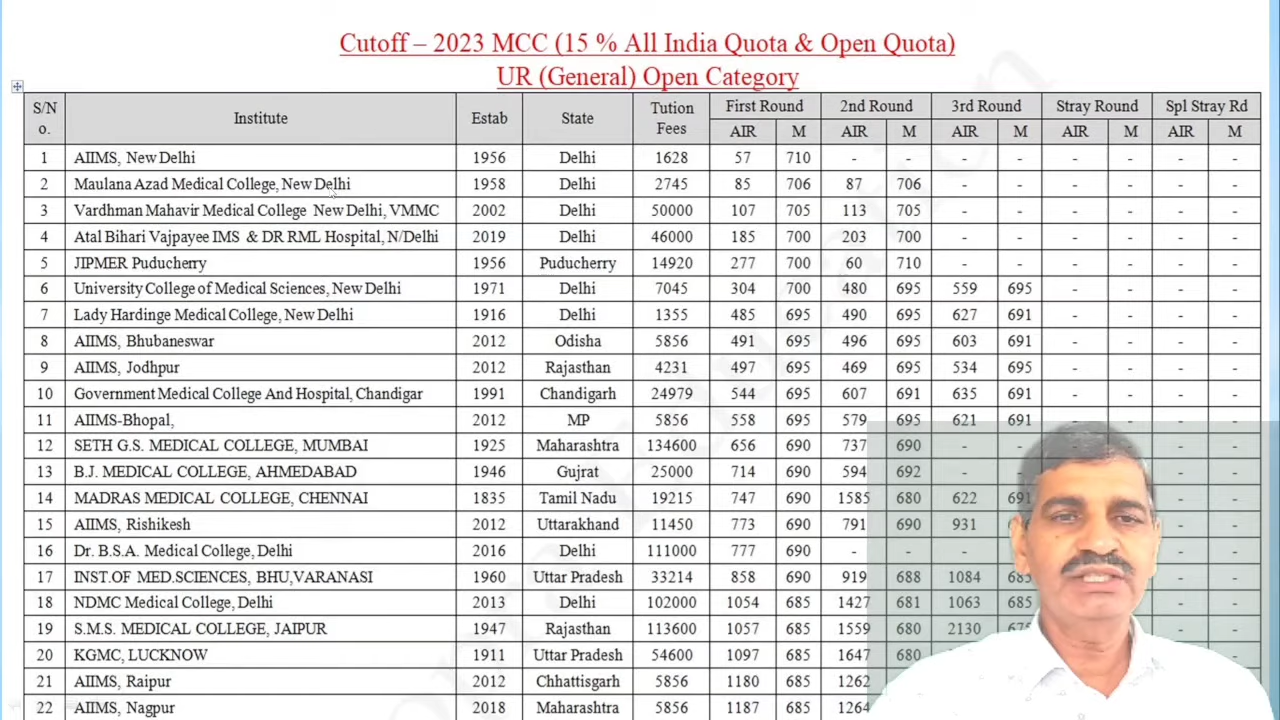 Cutoff – 2023 MCC (15 % All India Quota & Open Quota)
UR (General) Open Category
S/N o. Institute Estab State Tution Fees First Round 2nd Round 3rd Round Stray Round Spl Stray Rd
AIR M AIR M AIR M AIR M AIR M
1 AIIMS, New Delhi 1956 Delhi 1628 57 710 - - - - - - - -
2 Maulana Azad Medical College, New Delhi 1958 Delhi 2745 85 706 87 706 - - - - - -
3 Vardhman Mahavir Medical College New Delhi, VMMC 2002 Delhi 50000 107 705 113 705 - - - - - -
4 Atal Bihari Vajpayee IMS & DR RML Hospital, N/Delhi 2019 Delhi 46000 185 700 203 700 - - - - - -
5 JIPMER Puducherry 1956 Puducherry 14920 277 700 60 710 - - - - - -
6 University College of Medical Sciences, New Delhi 1971 Delhi 7045 304 700 480 695 559 695 - - - -
7 Lady Hardinge Medical College, New Delhi 1916 Delhi 1355 485 695 490 695 627 691 - - - -
8 AIIMS, Bhubaneswar 2012 Odisha 5856 491 695 496 695 603 691 - - - -
9 AIIMS, Jodhpur 2012 Rajasthan 4231 497 695 469 695 534 695 - - - -
10 Government Medical College And Hospital, Chandigar 1991 Chandigarh 24979 544 695 607 691 635 691 - - - -
11 AIIMS-Bhopal, 2012 MP 5856 558 695 579 695 621 691 - - - -
12 SETH G.S. MEDICAL COLLEGE, MUMBAI 1925 Maharashtra 134600 656 690 737 690 - - - -
13 B.J. MEDICAL COLLEGE, AHMEDABAD 1946 Gujrat 25000 714 690 594 692 - - -
14 MADRAS MEDICAL COLLEGE, CHENNAI 1835 Tamil Nadu 19215 747 690 1585 680 622 691 - -
15 AIIMS, Rishikesh 2012 Uttarakhand 11450 773 690 791 690 931 - -
16 Dr. B.S.A. Medical College, Delhi 2016 Delhi 111000 777 690 - - - - -
17 INST.OF MED.SCIENCES, BHU,VARANASI 1960 Uttar Pradesh 33214 858 690 919 688 1084 - -
18 NDMC Medical College, Delhi 2013 Delhi 102000 1054 685 1427 681 1063 685 - -
19 S.M.S. MEDICAL COLLEGE, JAIPUR 1947 Rajasthan 113600 1057 685 1559 680 2130 - -
20 KGMC, LUCKNOW 1911 Uttar Pradesh 54600 1097 685 1647 680 - -
21 AIIMS, Raipur 2012 Chhattisgarh 5856 1180 685 1262
22 AIIMS, Nagpur 2018 Maharashtra 5856 1187 685 1264